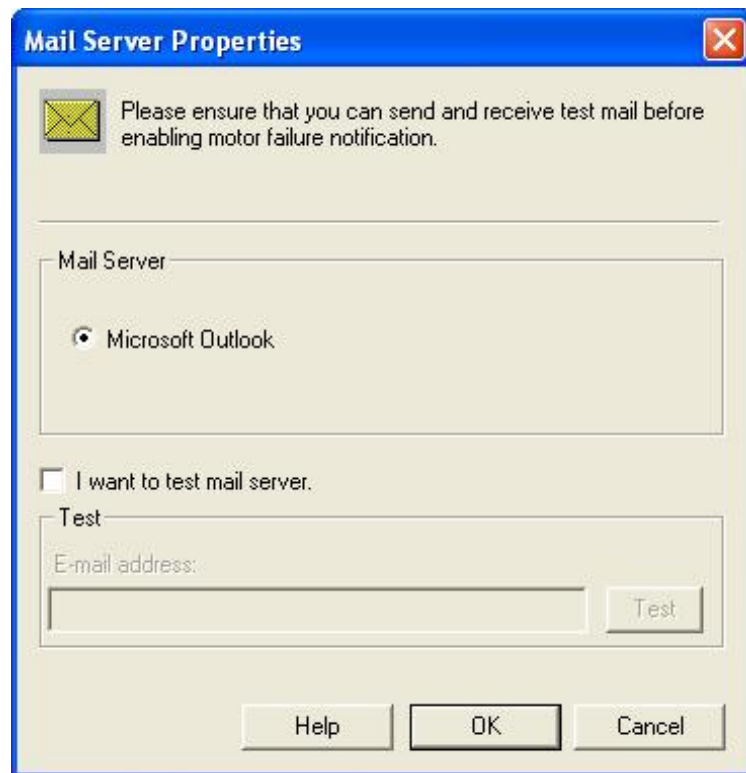 Mail Server Properties
Please ensure that you can send and receive test mail before
enabling motor failure notification.
Mail Server
Microsoft Outlook
I want to test mail server.
Test
E-mail address:
Test
Help
OK
Cancel